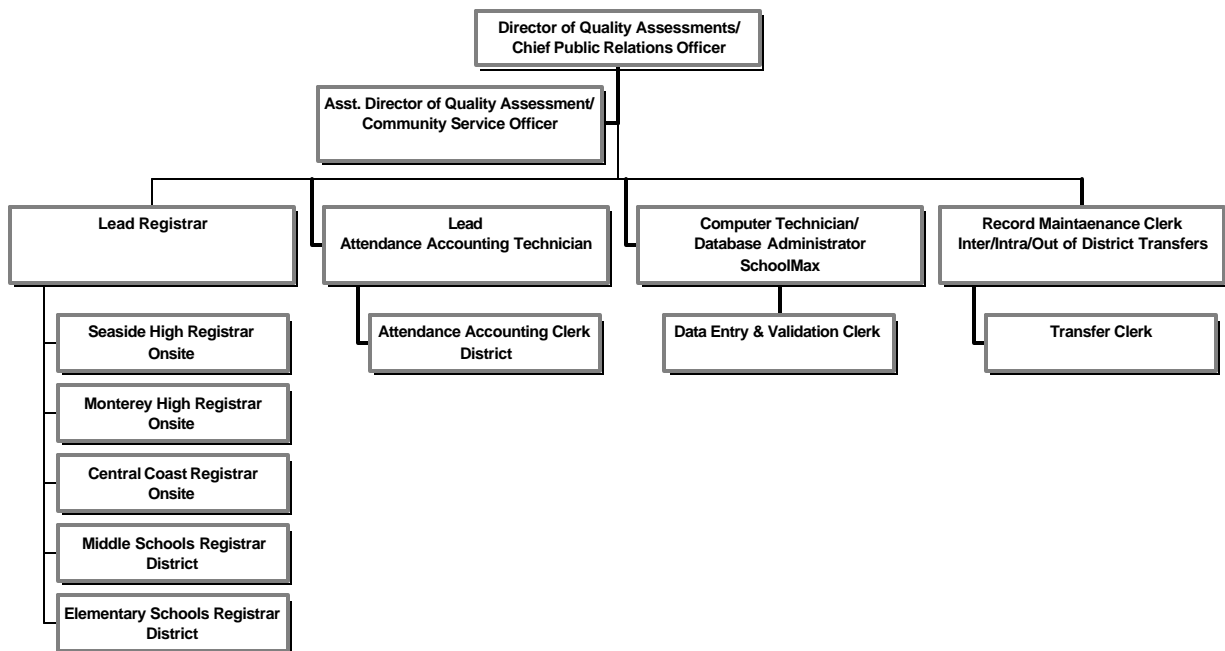 Director of Quality Assessments/
Chief Public Relations Officer
Asst. Director of Quality Assessment/
Community Service Officer
Lead Registrar
Seaside High Registrar
Onsite
Monterey High Registrar
Onsite
Central Coast Registrar
Onsite
Middle Schools Registrar
District
Elementary Schools Registrar
District
Lead
Attendance Accounting Technician
Attendance Accounting Clerk
District
Computer Technician/
Database Administrator
SchoolMax
Data Entry & Validation Clerk
Record Maintaenance Clerk
Inter/Intra/Out of District Transfers
Transfer Clerk